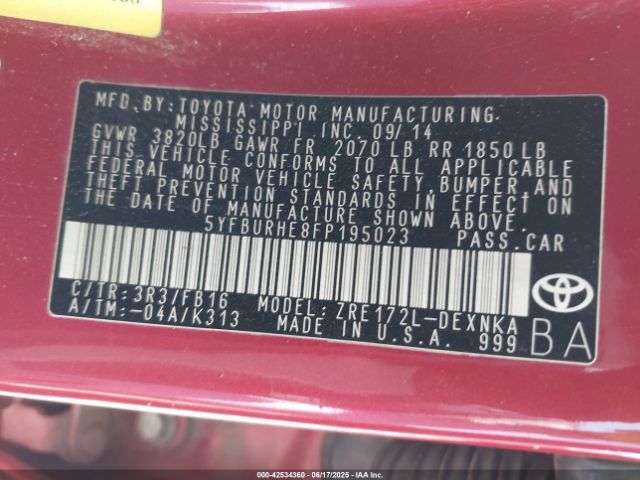 MFD. BY: TOYOTA MOTOR MANUFACTURING.
MISSISSIPPI INC. 09/14
GVWR 3820LB GAWR FR 2070 LB RR 1850 LB
THIS VEHICLE CONFORMS TO ALL APPLICABLE
FEDERAL MOTOR VEHICLE SAFETY, BUMPER, AND
THEFT PREVENTION STANDARDS IN EFFECT ON
THE DATE OF MANUFACTURE SHOWN ABOVE.
5YFBURHE8FP195023 PASS. CAR
C/TR: 3R3/FB16 MODEL: ZRE172L-DEXNKA
A/TM: -04A/K313 MADE IN U.S.A. 999 BA
000-42534360 - 06/17/2025 - IAA, Inc.